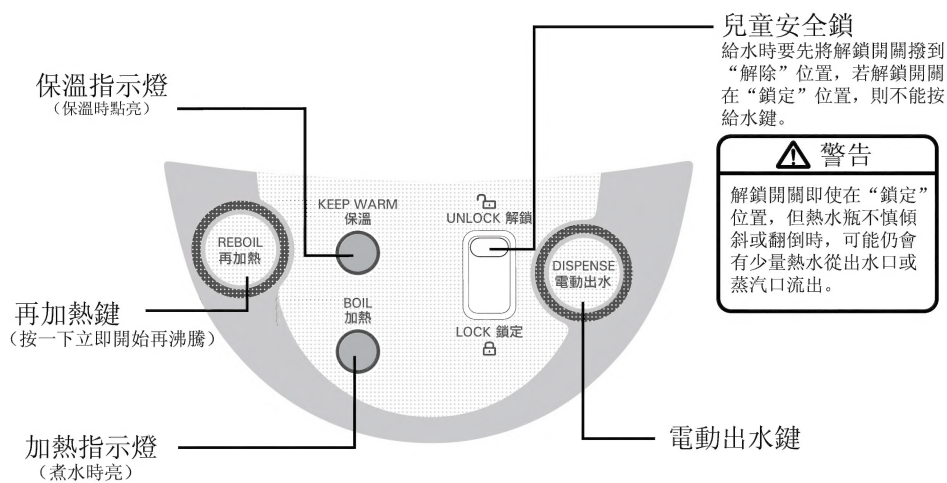 兒童安全鎖
給水時要先將解鎖開關撥到
“解除”位置，若解鎖開關
在“鎖定”位置，則不能按
給水鍵。
警告
解鎖開關即使在“鎖定”
位置，但熱水瓶不慎傾
斜或翻倒時，可能仍會
有少量熱水從出水口或
蒸汽口流出。
保溫指示燈
（保溫時點亮）
KEEP WARM
保溫
UNLOCK 解鎖
REBOIL
再加熱
DISPENSE
電動出水
BOIL
加熱
LOCK 鎖定
再加熱鍵
（按一下立即開始再沸騰）
加熱指示燈
（煮水時亮）
電動出水鍵